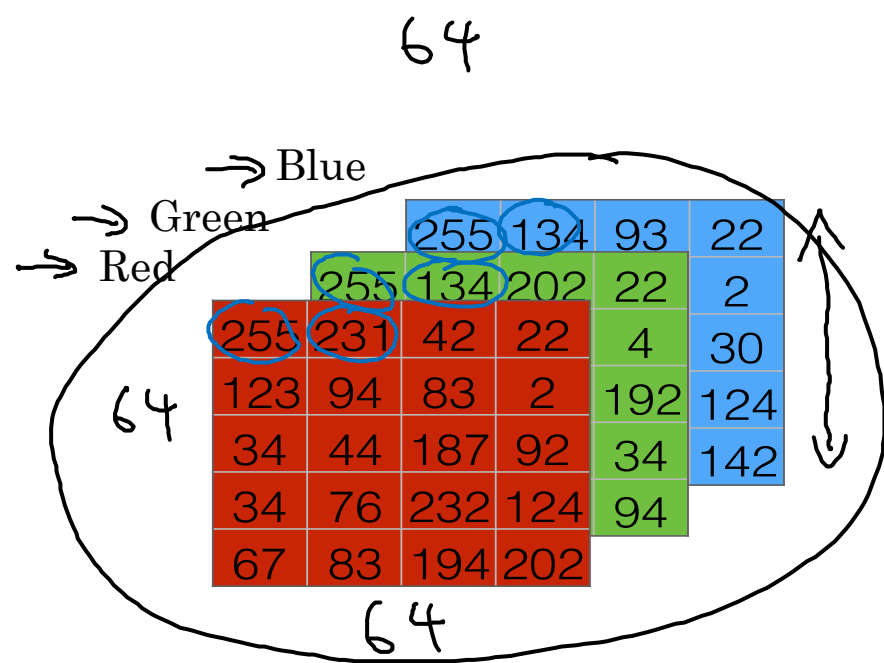 64
Blue
Green
Red
255 134 93 22
255 134 202 22 2
255 231 42 22 4 30
123 94 83 2 192 124
64
34 44 187 92 34 142
34 76 232 124 94
67 83 194 202
64